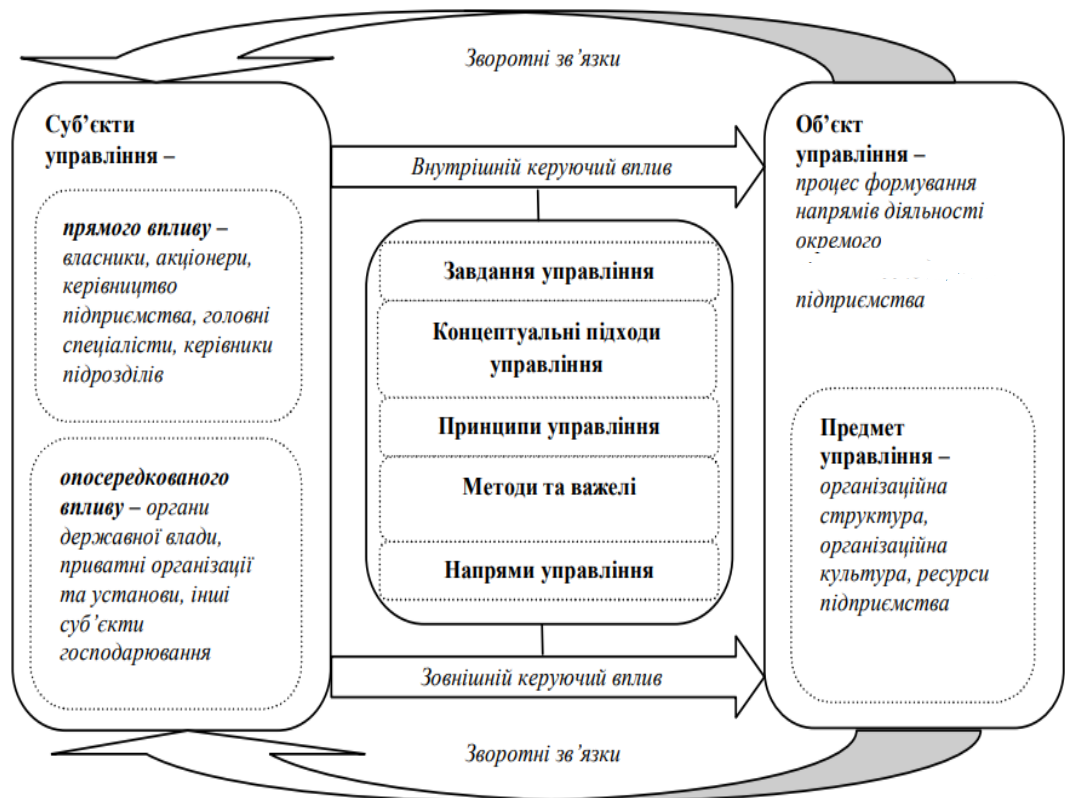 Зворотні зв’язки
Суб’єкти
управління –
прямого впливу –
власники, акціонери,
керівництво
підприємства, головні
спеціалісти, керівники
підрозділів
опосередкованого
впливу – органи
державної влади,
приватні організації
та установи, інші
суб’єкти
господарювання
Внутрішній керуючий вплив
Завдання управління
Концептуальні підходи
управління
Принципи управління
Методи та важелі
Напрями управління
Зовнішній керуючий вплив
Об’єкт
управління –
процес формування
напрямів діяльності
окремого
підприємства
Предмет
управління –
організаційна
структура,
організаційна
культура, ресурси
підприємства
Зворотні зв’язки